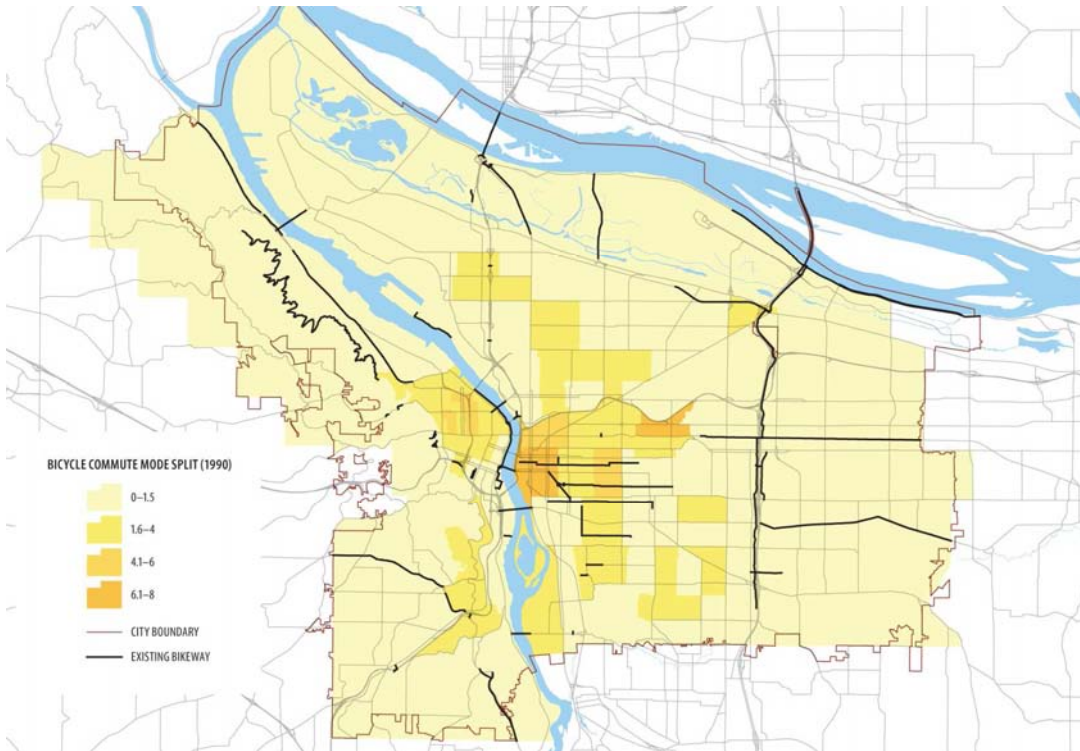 BICYCLE COMMUTE MODE SPLIT (1990)
0–1.5
1.6–4
4.1–6
6.1–8
CITY BOUNDARY
EXISTING BIKEWAY